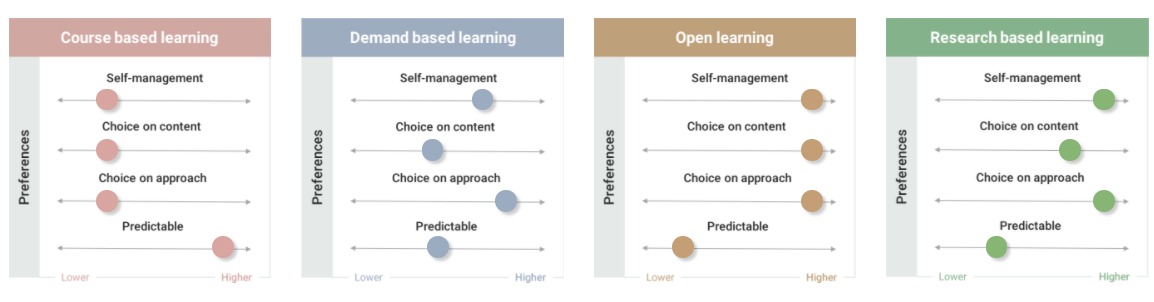 Course based learning
Preferences
Self-management
Choice on content
Choice on approach
Predictable
Lower Higher
Demand based learning
Preferences
Self-management
Choice on content
Choice on approach
Predictable
Lower Higher
Open learning
Preferences
Self-management
Choice on content
Choice on approach
Predictable
Lower Higher
Research based learning
Preferences
Self-management
Choice on content
Choice on approach
Predictable
Lower Higher